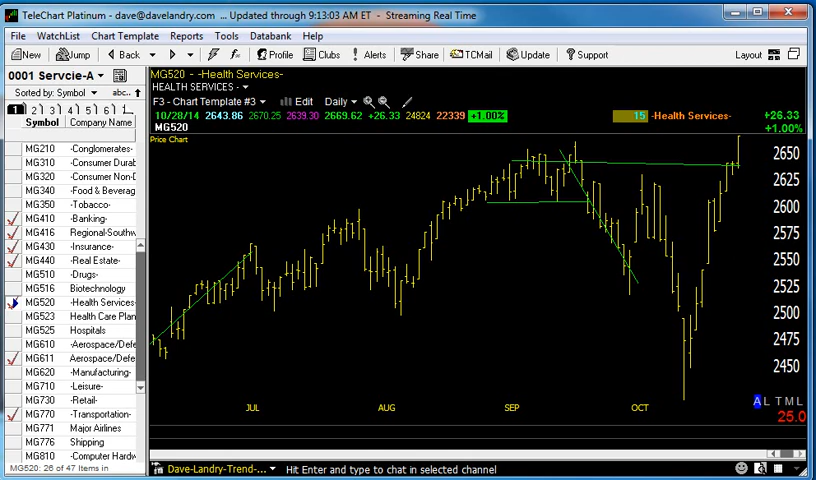 TeleChart Platinum - dave@davelandry.com ... Updated through 9:13:03 AM ET - Streaming Real Time
File WatchList Chart Template Reports Tools Databank Help
New Jump Back Profile Clubs Alerts Share TCMail Update Support Layout
0001 Servcie-A
Sorted by: Symbol abc..
1 2 3 4 5 6 1
Symbol Company Name
MG210 -Conglomerates-
MG310 -Consumer Durab
MG320 -Consumer Non-D
MG340 -Food & Beverag
MG350 -Tobacco-
MG410 -Banking-
MG416 Regional-Southw
MG430 -Insurance-
MG440 -Real Estate-
MG510 -Drugs-
MG516 Biotechnology
MG520 -Health Services-
MG523 Health Care Plan
MG525 Hospitals
MG610 -Aerospace/Defe
MG611 Aerospace/Defe
MG620 -Manufacturing-
MG710 -Leisure-
MG730 -Retail-
MG770 -Transportation-
MG771 Major Airlines
MG776 Shipping
MG810 -Computer Hardw
MG520: 26 of 47 Items in
MG520 - -Health Services-
HEALTH SERVICES -
F3 - Chart Template #3 Edit Daily
10/28/14 2643.86 2670.25 2639.30 2669.62 +26.33 24824 22339 +1.00% 15 -Health Services- +26.33
MG520 +1.00%
Price Chart
2650
2625
2600
2575
2550
2525
2500
2475
2450
JUL AUG SEP OCT
A L T M L
25.0
Dave-Landry-Trend-... Hit Enter and type to chat in selected channel